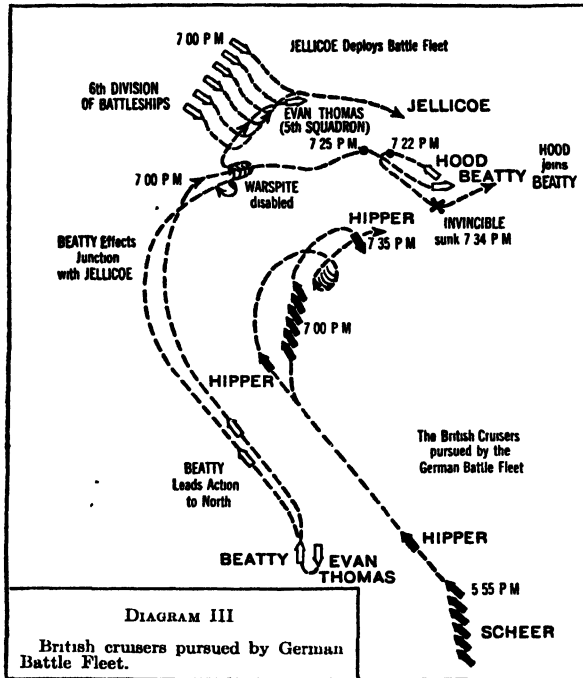 7 00 P M
JELLICOE Deploys Battle Fleet
6th DIVISION
OF BATTLESHIPS
JELLICOE
EVAN THOMAS
(5th SQUADRON)
7 25 P M
7 22 P M
HOOD
BEATTY
HOOD
joins
BEATTY
7 00 P M
WARSPITE
disabled
INVINCIBLE
sunk 7 34 P M
HIPPER
7 35 P M
BEATTY Effects
Junction
with JELLICOE
7 00 P M
HIPPER
The British Cruisers
pursued by the
German Battle Fleet
BEATTY
Leads Action
to North
HIPPER
BEATTY
EVAN
THOMAS
5 55 P M
SCHEER
DIAGRAM III
British cruisers pursued by German
Battle Fleet.